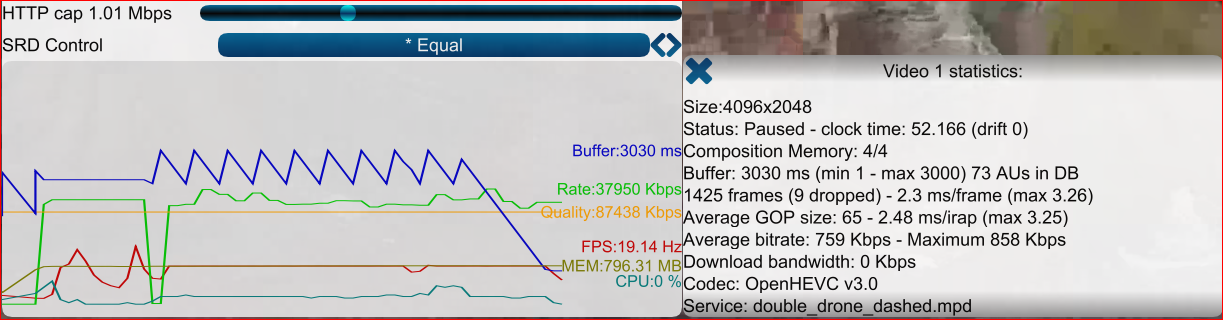 HTTP cap 1.01 Mbps
SRD Control
* Equal
Buffer:3030 ms
Rate:37950 Kbps
Quality:87438 Kbps
FPS:19.14 Hz
MEM:796.31 MB
CPU:0 %
Video 1 statistics:
Size:4096x2048
Status: Paused - clock time: 52.166 (drift 0)
Composition Memory: 4/4
Buffer: 3030 ms (min 1 - max 3000) 73 AUs in DB
1425 frames (9 dropped) - 2.3 ms/frame (max 3.26)
Average GOP size: 65 - 2.48 ms/irap (max 3.25)
Average bitrate: 759 Kbps - Maximum 858 Kbps
Download bandwidth: 0 Kbps
Codec: OpenHEVC v3.0
Service: double_drone_dashed.mpd